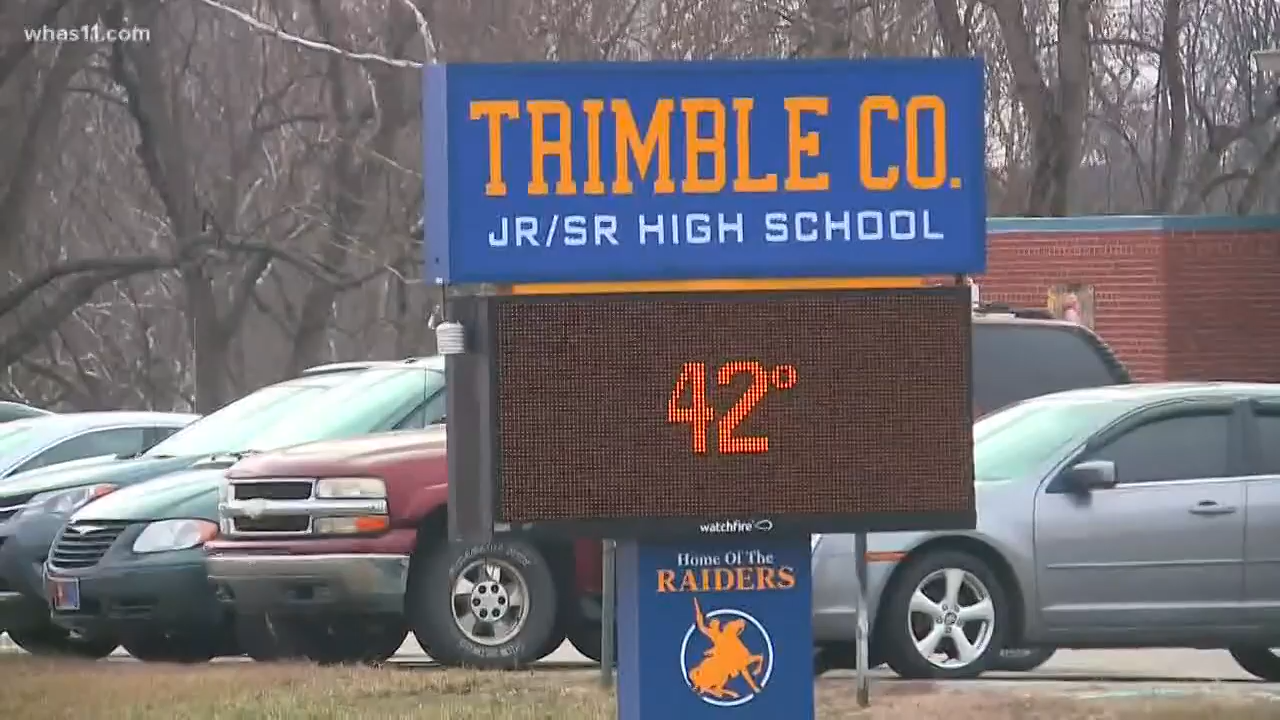 whas11.com
TRIMBLE CO.
JR/SR HIGH SCHOOL
42°
watchfire
Home Of The
RAIDERS